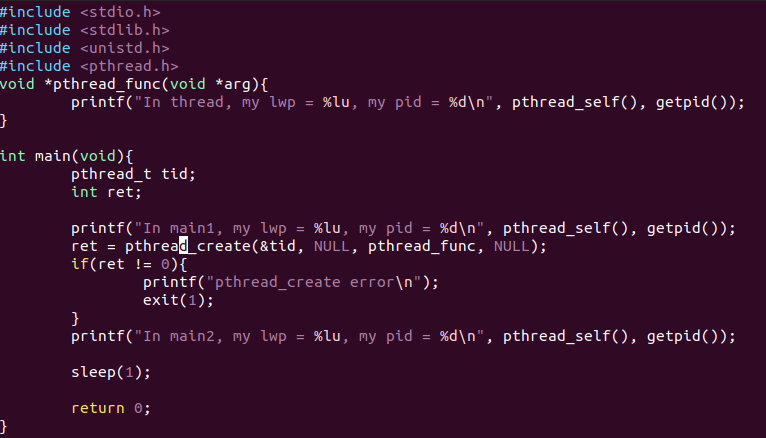 #include <stdio.h>
#include <stdlib.h>
#include <unistd.h>
#include <pthread.h>
void *pthread_func(void *arg){
        printf("In thread, my lwp = %lu, my pid = %d\n", pthread_self(), getpid());
}

int main(void){
        pthread_t tid;
        int ret;

        printf("In main1, my lwp = %lu, my pid = %d\n", pthread_self(), getpid());
        ret = pthread_create(&tid, NULL, pthread_func, NULL);
        if(ret != 0){
                printf("pthread_create error\n");
                exit(1);
        }
        printf("In main2, my lwp = %lu, my pid = %d\n", pthread_self(), getpid());

        sleep(1);

        return 0;
}